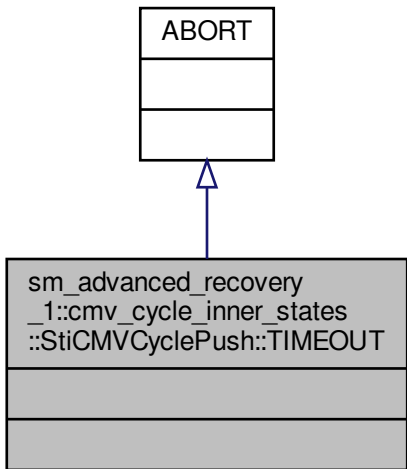 ABORT
sm_advanced_recovery
_1::cmv_cycle_inner_states
::StiCMVCyclePush::TIMEOUT